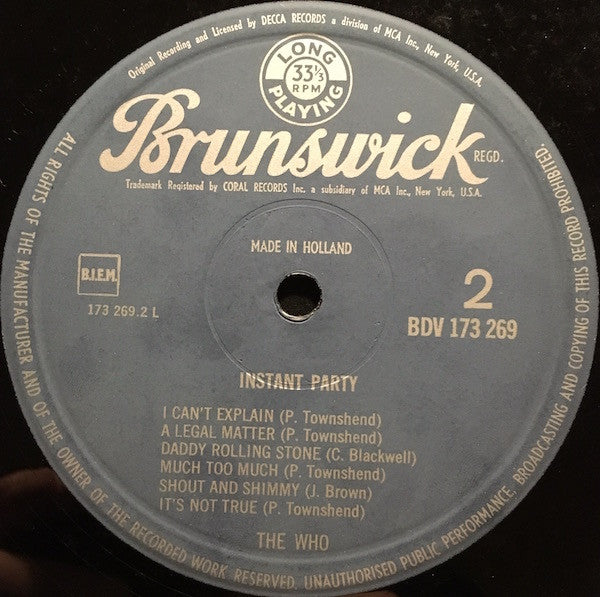 Original Recording and Licensed by DECCA RECORDS a division of MCA Inc., New York, U.S.A.
LONG
33 1/3
RPM
PLAYING
Brunswick REGD.
Trademark Registered by CORAL RECORDS Inc. a subsidiary of MCA Inc., New York, U.S.A.
MADE IN HOLLAND
B.I.E.M.
173 269.2 L
2
BDV 173 269
INSTANT PARTY
I CAN'T EXPLAIN (P. Townshend)
A LEGAL MATTER (P. Townshend)
DADDY ROLLING STONE (C. Blackwell)
MUCH TOO MUCH (P. Townshend)
SHOUT AND SHIMMY (J. Brown)
IT'S NOT TRUE (P. Townshend)
THE WHO
ALL RIGHTS OF THE MANUFACTURER AND OF THE OWNER OF THE RECORDED WORK RESERVED. UNAUTHORISED PUBLIC PERFORMANCE, BROADCASTING AND COPYING OF THIS RECORD PROHIBITED.